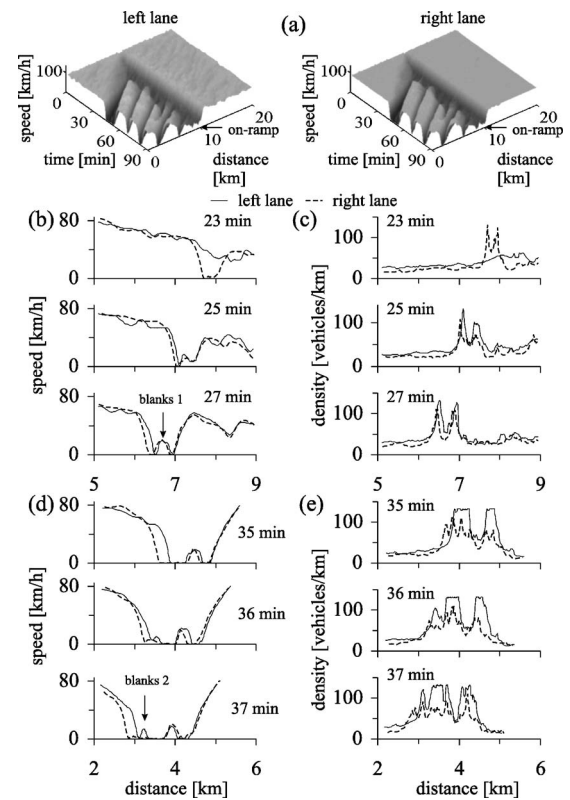 left lane
(a)
right lane
speed [km/h]
100
0
30
60
90
time [min]
0
10
20
on-ramp
distance
[km]
speed [km/h]
100
0
30
60
90
time [min]
0
10
20
on-ramp
distance
[km]
left lane
right lane
(b)
80
23 min
0
25 min
80
0
blanks 1
27 min
80
0
5
7
9
speed [km/h]
(c)
23 min
100
0
25 min
100
0
27 min
100
0
5
7
9
density [vehicles/km]
(d)
80
35 min
0
80
36 min
0
80
blanks 2
37 min
0
2
4
6
speed [km/h]
distance [km]
(e)
35 min
100
0
36 min
100
0
37 min
100
0
2
4
6
density [vehicles/km]
distance [km]